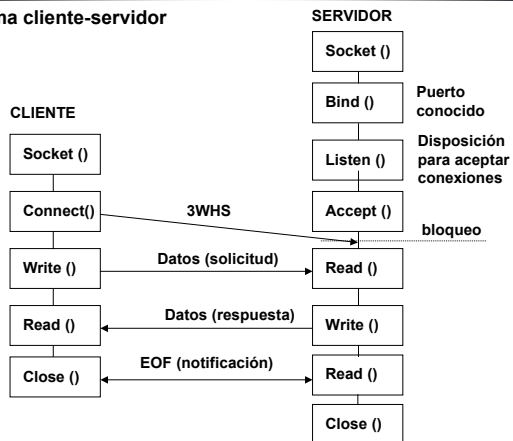 na cliente-servidor
SERVIDOR
Socket ()
Bind ()
Puerto
conocido
CLIENTE
Disposición
para aceptar
conexiones
Socket ()
Listen ()
Connect()
3WHS
Accept ()
bloqueo
Write ()
Datos (solicitud)
Read ()
Read ()
Datos (respuesta)
Write ()
Close ()
EOF (notificación)
Read ()
Close ()